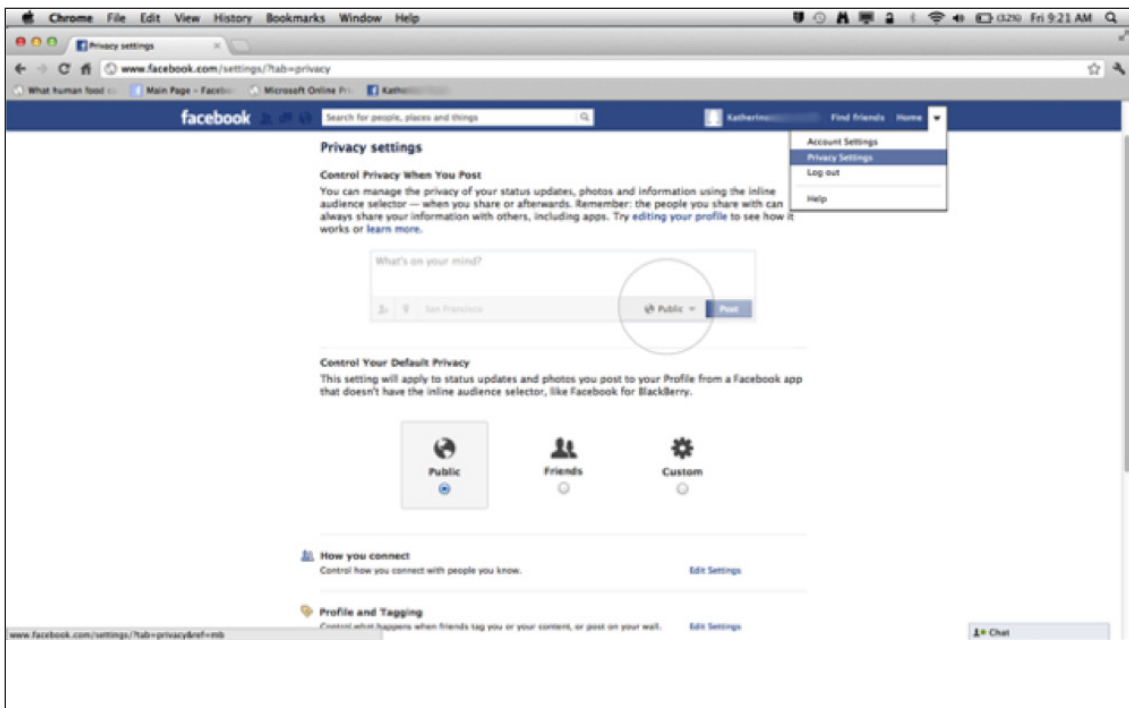 Chrome File Edit View History Bookmarks Window Help
(32%) Fri 9:21 AM
Privacy settings
www.facebook.com/settings/?tab=privacy
What human food Main Page - Facebo Microsoft Online Pri Kathe
facebook Search for people, places and things Katherine Find friends Home
Account Settings
Privacy Settings
Log out
Help
Privacy settings
Control Privacy When You Post
You can manage the privacy of your status updates, photos and information using the inline
audience selector — when you share or afterwards. Remember: the people you share with can
always share your information with others, including apps. Try editing your profile to see how it
works or learn more.
What's on your mind?
San Francisco Public Post
Control Your Default Privacy
This setting will apply to status updates and photos you post to your Profile from a Facebook app
that doesn't have the inline audience selector, like Facebook for BlackBerry.
Public Friends Custom
How you connect
Control how you connect with people you know. Edit Settings
Profile and Tagging
Control what happens when friends tag you or your content, or post on your wall. Edit Settings
www.facebook.com/settings/?tab=privacy&ref=mb
Chat